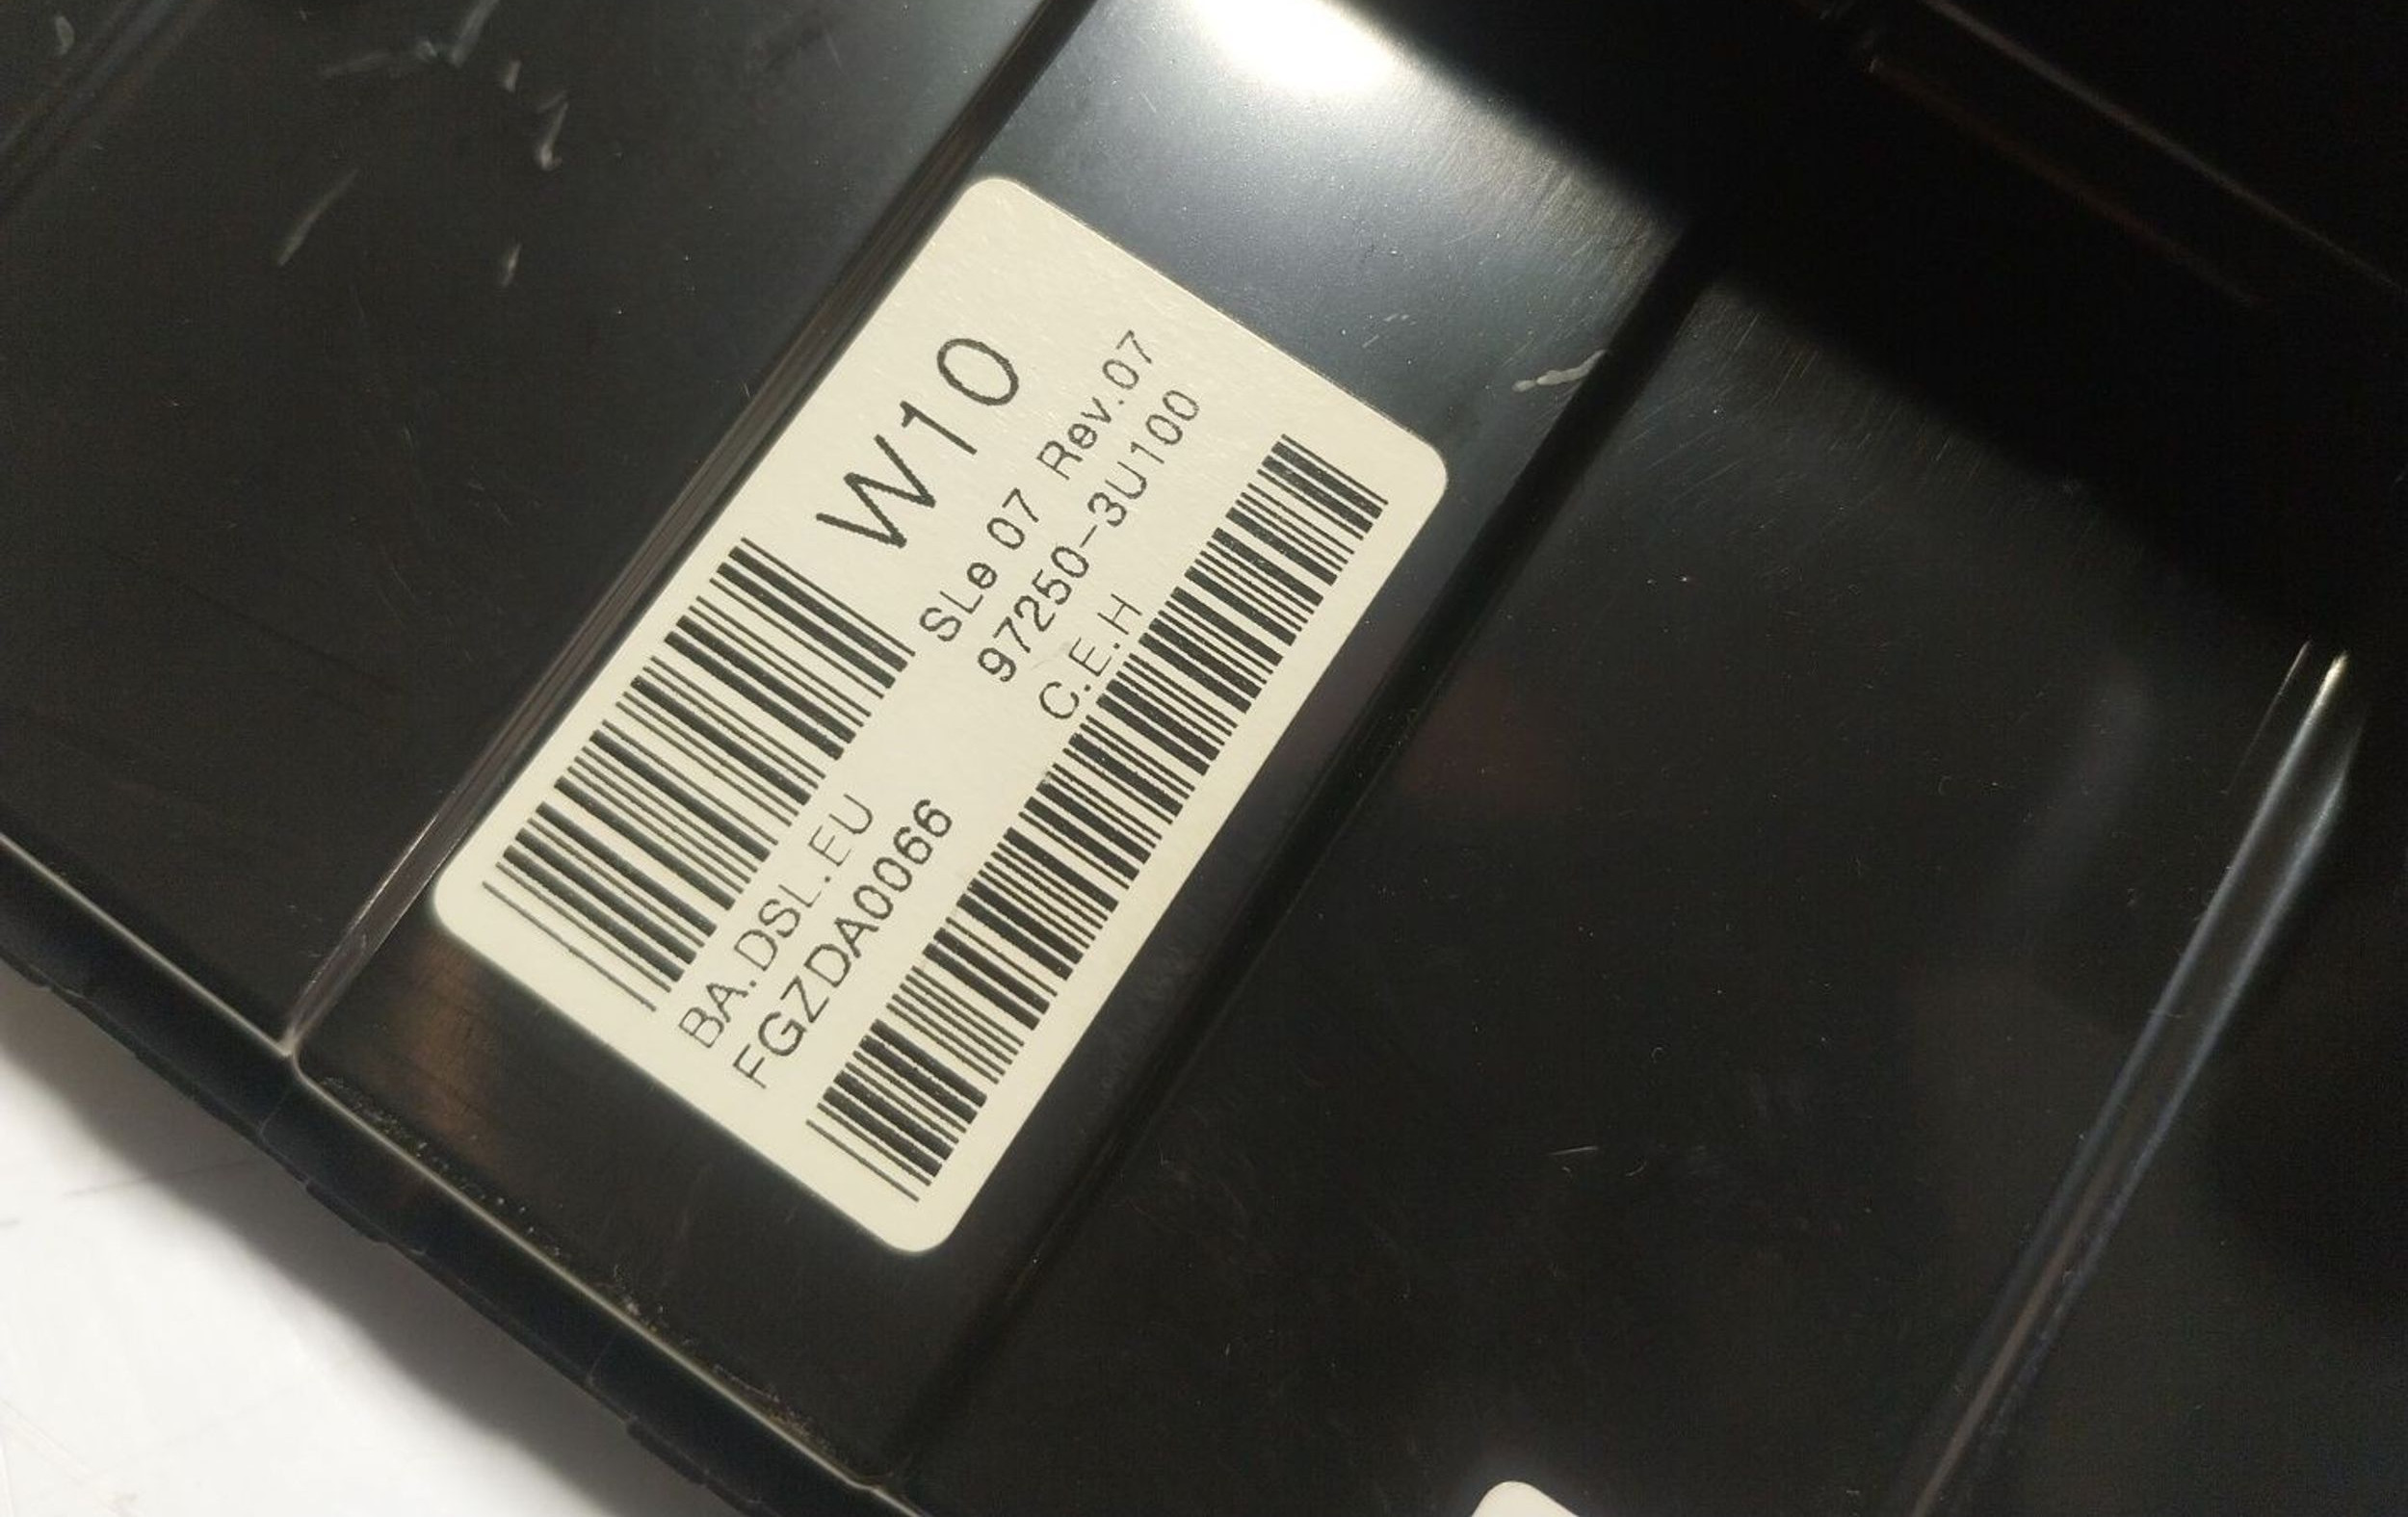 W10
SLe 07 Rev.07
97250-3U100
C.E.H
BA.DSL.EU
FGZDA0066